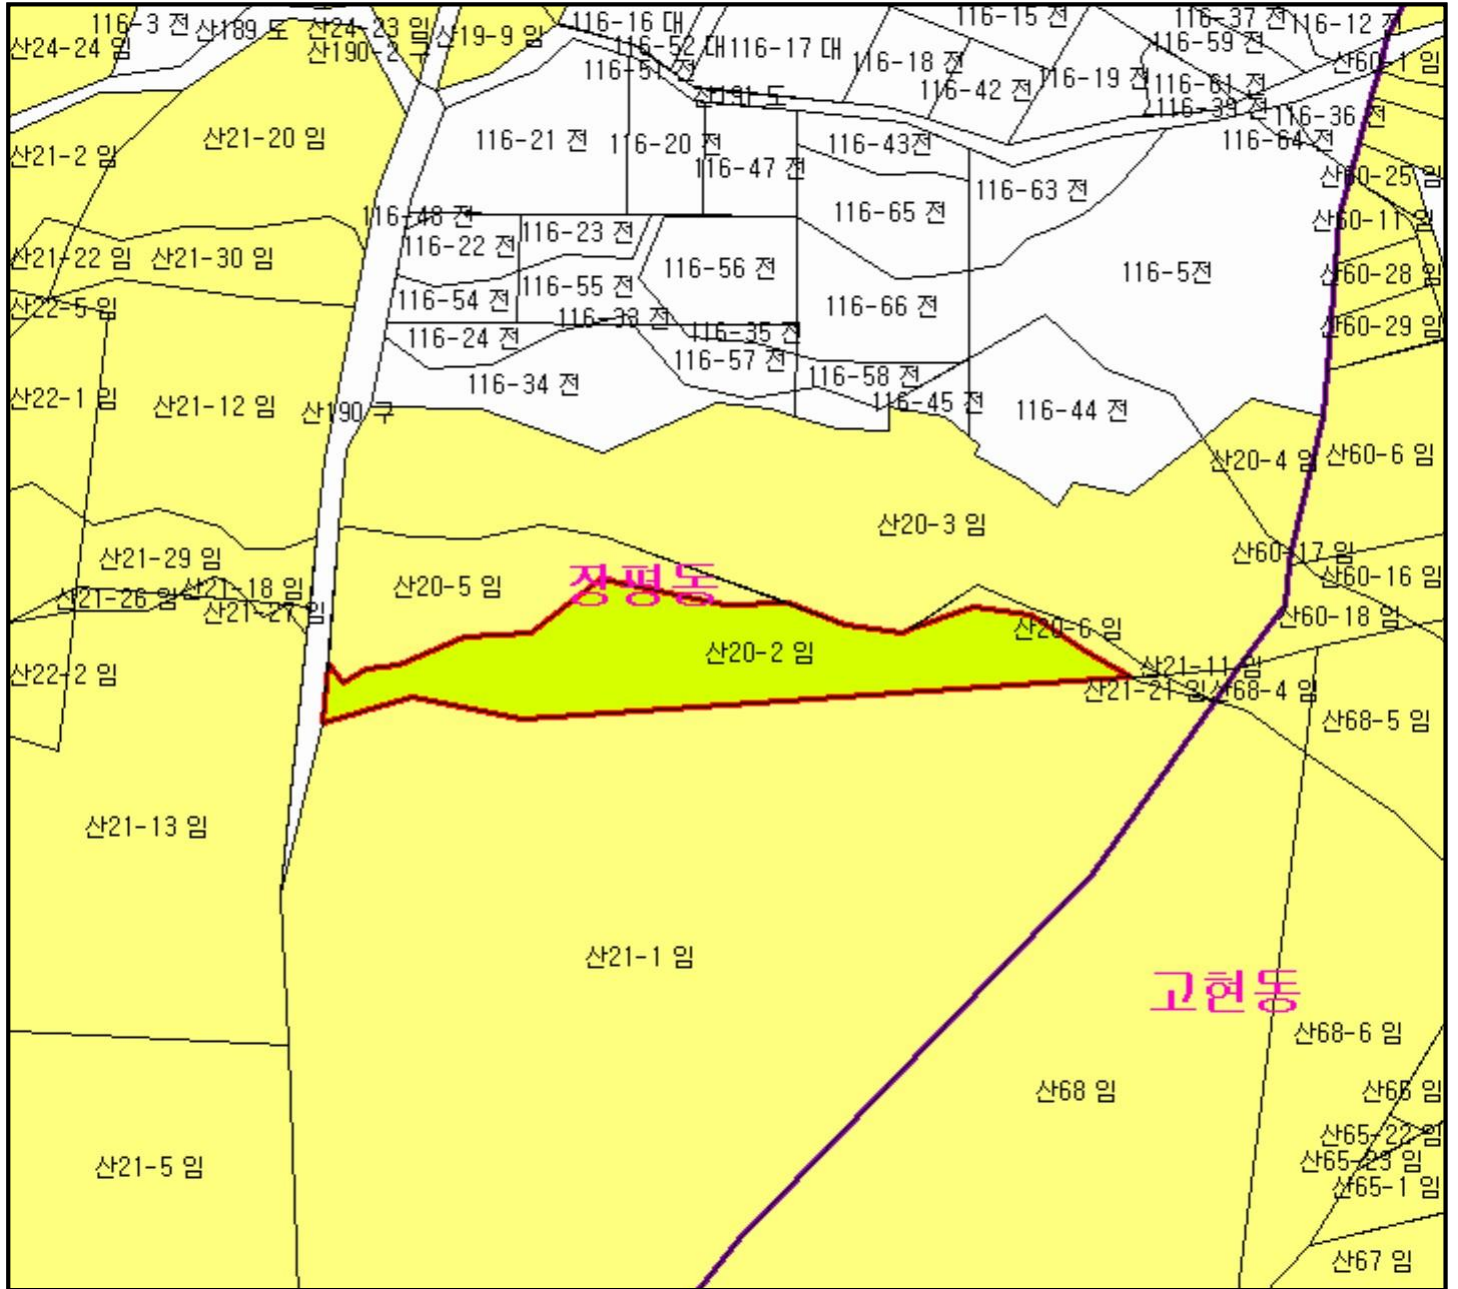 116-3 전
산189 도
산24-23 임
산19-9 임
116-16 대
116-15 전
116-37 전
116-12 전
산24-24 임
산190-2 구
116-52 대
116-17 대
116-59 전
116-51 전
116-18 전
산60-1 임
116-42 전
116-19 전
116-61 전
산191 도
116-39 전
116-36 전
산21-2 임
산21-20 임
116-21 전
116-20 전
116-43전
116-64 전
116-47 전
116-63 전
산60-25 임
116-48 전
116-65 전
산60-11 임
116-23 전
116-22 전
산21-22 임
산21-30 임
116-56 전
116-5전
산60-28 임
116-55 전
116-54 전
산22-5 임
116-66 전
116-33 전
116-24 전
116-35 전
산60-29 임
116-57 전
116-34 전
116-58 전
산22-1 임
산21-12 임
산190 구
116-45 전
116-44 전
산20-4 임
산60-6 임
산20-3 임
산21-29 임
산60-17 임
산20-5 임
장평동
산60-16 임
산21-26 임
산21-18 임
산21-27 임
산60-18 임
산20-6 임
산20-2 임
산21-11 임
산22-2 임
산21-21 임
산68-4 임
산68-5 임
산21-13 임
산21-1 임
고현동
산68-6 임
산68 임
산65 임
산65-22 임
산65-23 임
산21-5 임
산65-1 임
산67 임